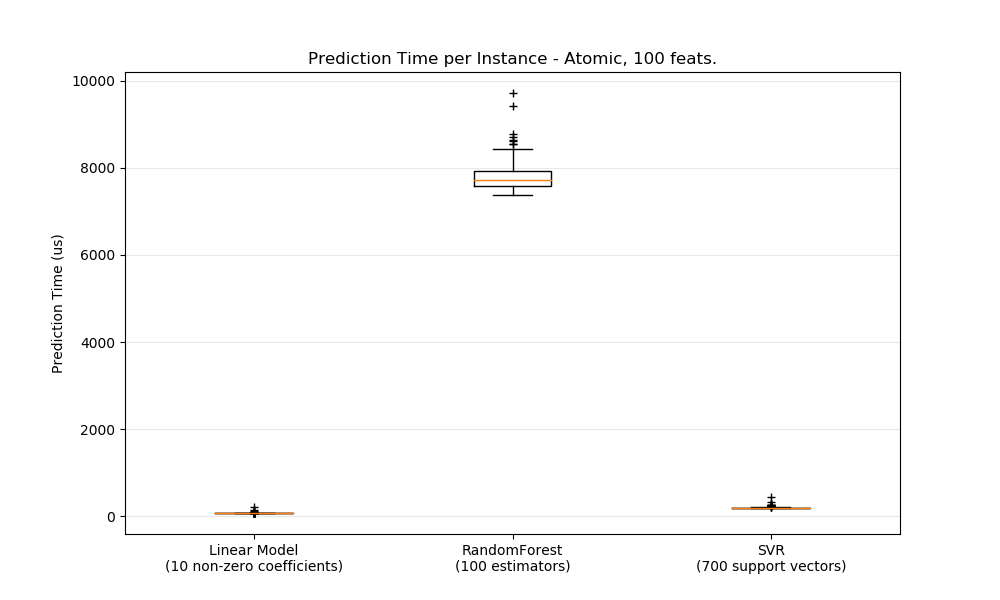 Prediction Time per Instance - Atomic, 100 feats.
Prediction Time (us)
10000
8000
6000
4000
2000
0
Linear Model
(10 non-zero coefficients)
RandomForest
(100 estimators)
SVR
(700 support vectors)